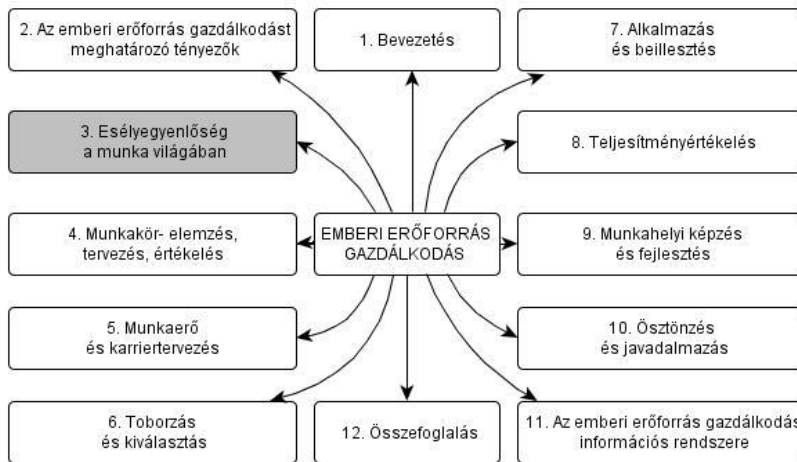 2. Az emberi erőforrás gazdálkodást
meghatározó tényezők
1. Bevezetés
7. Alkalmazás
és beillesztés
3. Esélyegyenlőség
a munka világában
8. Teljesítményértékelés
4. Munkakör- elemzés,
tervezés, értékelés
EMBERI ERŐFORRÁS
GAZDÁLKODÁS
9. Munkahelyi képzés
és fejlesztés
5. Munkaerő
és karriertervezés
10. Ösztönzés
és javadalmazás
6. Toborzás
és kiválasztás
12. Összefoglalás
11. Az emberi erőforrás gazdálkodás
információs rendszere